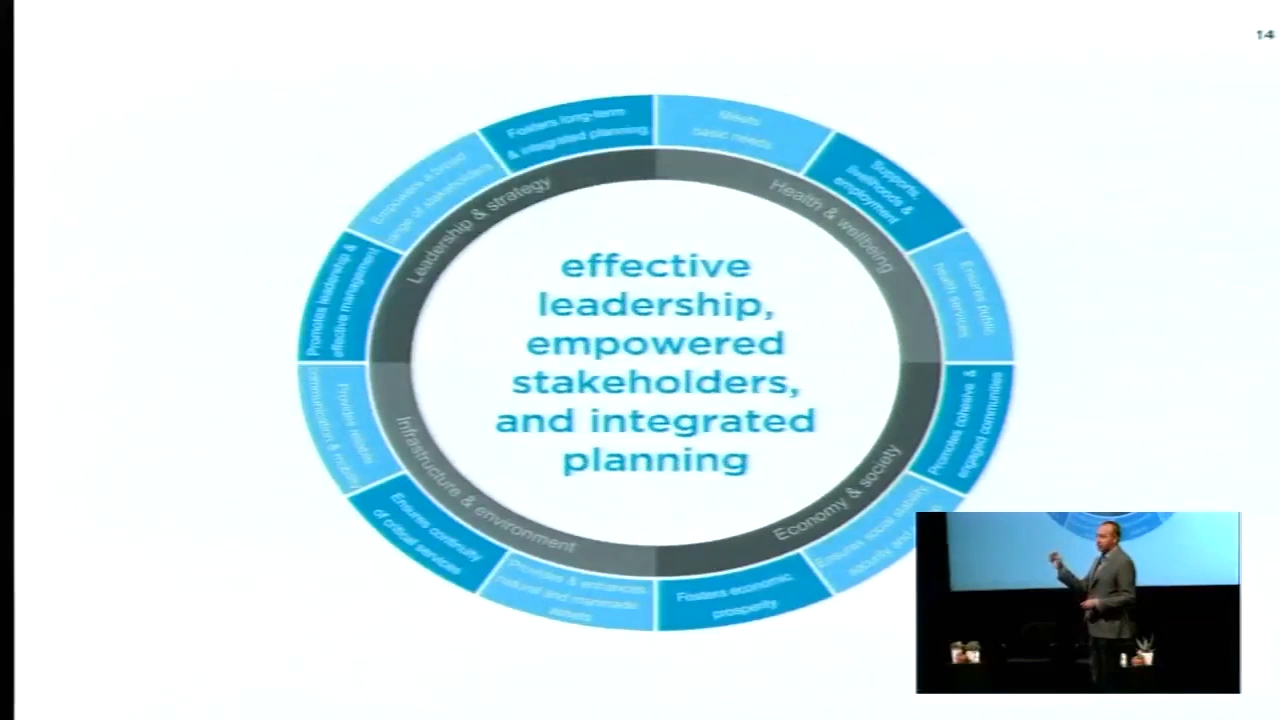 14
Fosters long-term
& integrated planning
Meets
basic needs
Supports
livelihoods &
employment
Ensures public
health services
Promotes cohesive &
engaged communities
Ensures social stability,
security and
Fosters economic
prosperity
Provides & enhances
natural and manmade
assets
Ensures continuity
of critical services
Provides reliable
communication & mobility
Promotes leadership &
effective management
Empowers a broad
range of stakeholders
Leadership & strategy
Health & wellbeing
Economy & society
Infrastructure & environment
effective
leadership,
empowered
stakeholders,
and integrated
planning